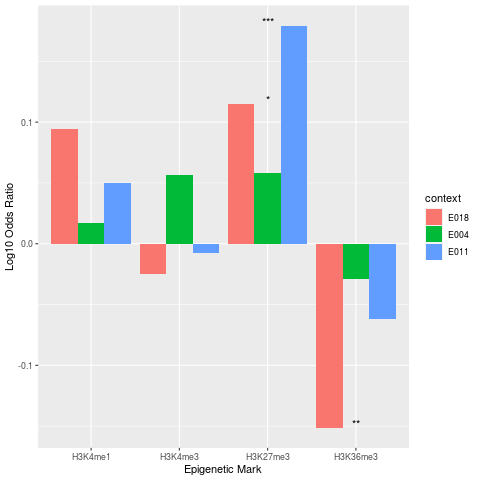 ***
*
**
0.1
0.0
-0.1
Log10 Odds Ratio
H3K4me1 H3K4me3 H3K27me3 H3K36me3
Epigenetic Mark
context
E018
E004
E011